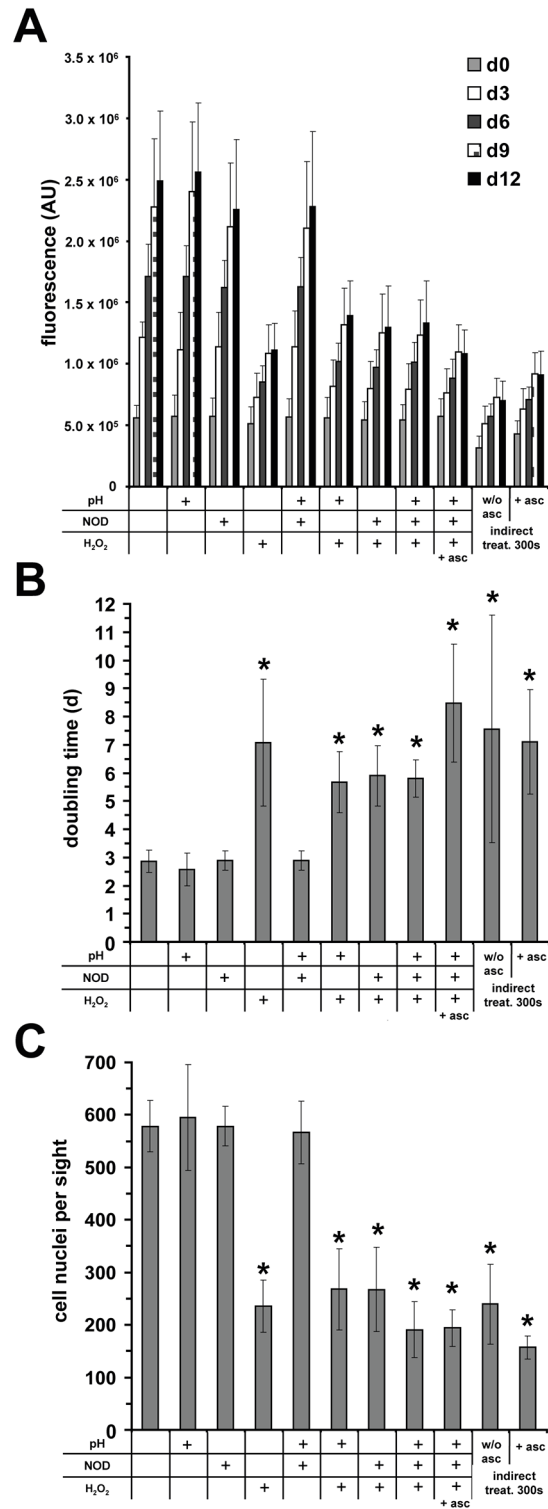 A
3.5 x 10⁶
3.0 x 10⁶
2.5 x 10⁶
2.0 x 10⁶
1.5 x 10⁶
1.0 x 10⁶
5.0 x 10⁵
0
fluorescence (AU)
d0
d3
d6
d9
d12
pH + + + + + w/o asc + asc
NOD + + + + + indirect
H₂O₂ + + + + + treat. 300s
+ asc
B
12
11
10
9
8
7
6
5
4
3
2
1
0
doubling time (d)
* * * * * * *
pH + + + + + w/o asc + asc
NOD + + + + + indirect
H₂O₂ + + + + + treat. 300s
+ asc
C
700
600
500
400
300
200
100
0
cell nuclei per sight
* * * * * * *
pH + + + + + w/o asc + asc
NOD + + + + + indirect
H₂O₂ + + + + + treat. 300s
+ asc